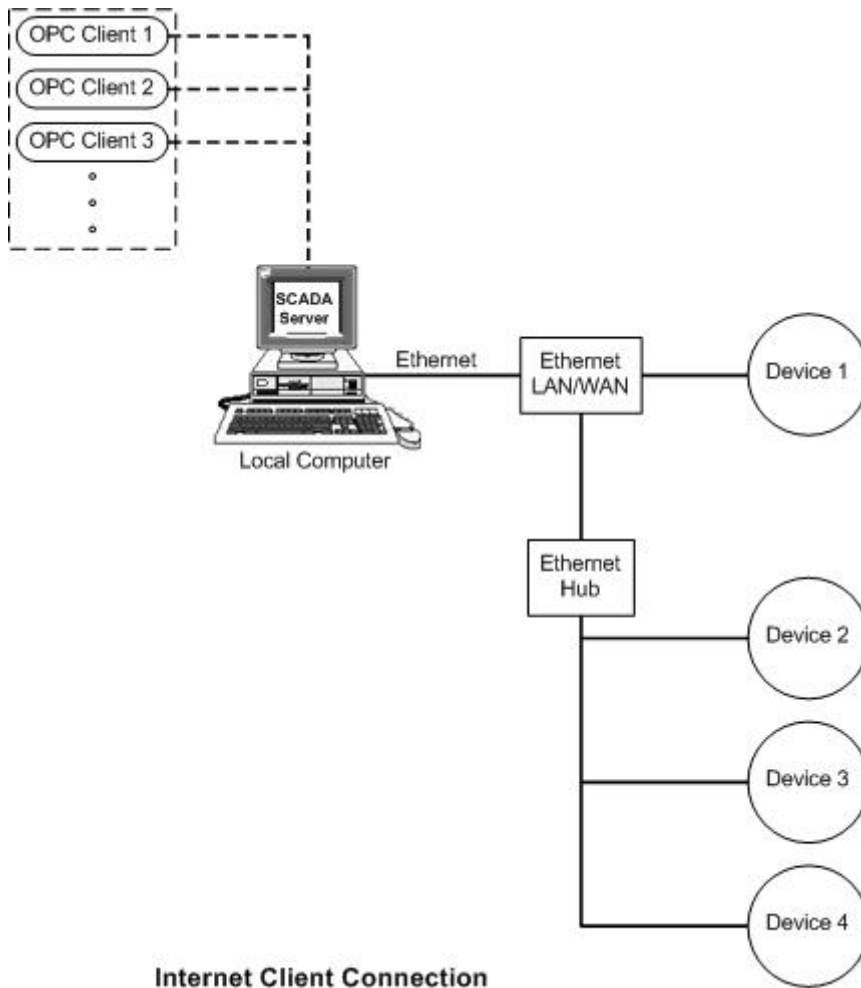 OPC Client 1
OPC Client 2
OPC Client 3
SCADA
Server
Local Computer
Ethernet
Ethernet
LAN/WAN
Device 1
Ethernet
Hub
Device 2
Device 3
Device 4
Internet Client Connection